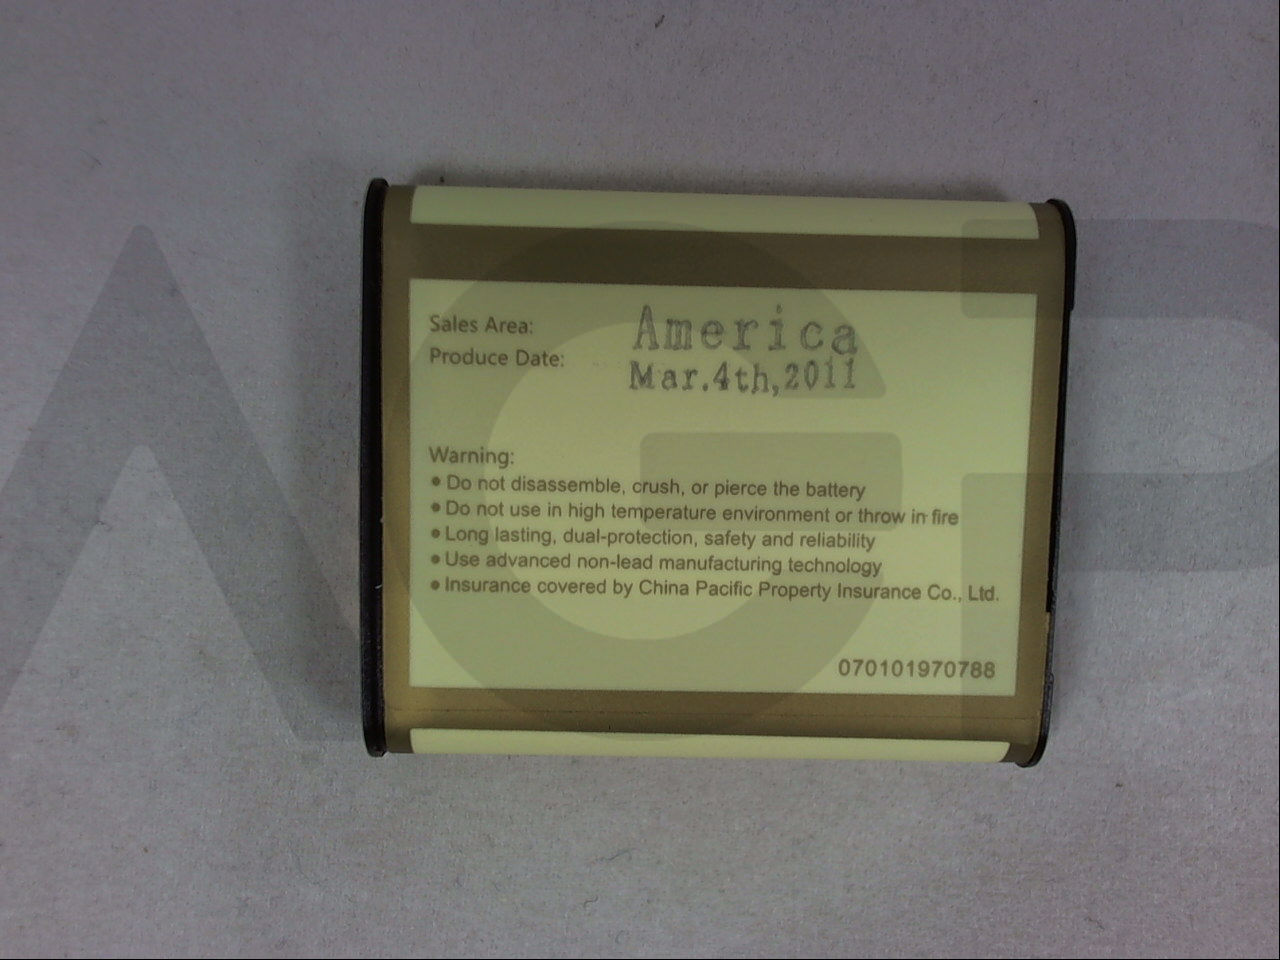 Sales Area: America
Produce Date: Mar.4th,2011
Warning:
• Do not disassemble, crush, or pierce the battery
• Do not use in high temperature environment or throw in fire
• Long lasting, dual-protection, safety and reliability
• Use advanced non-lead manufacturing technology
• Insurance covered by China Pacific Property Insurance Co., Ltd.
070101970788
AGP